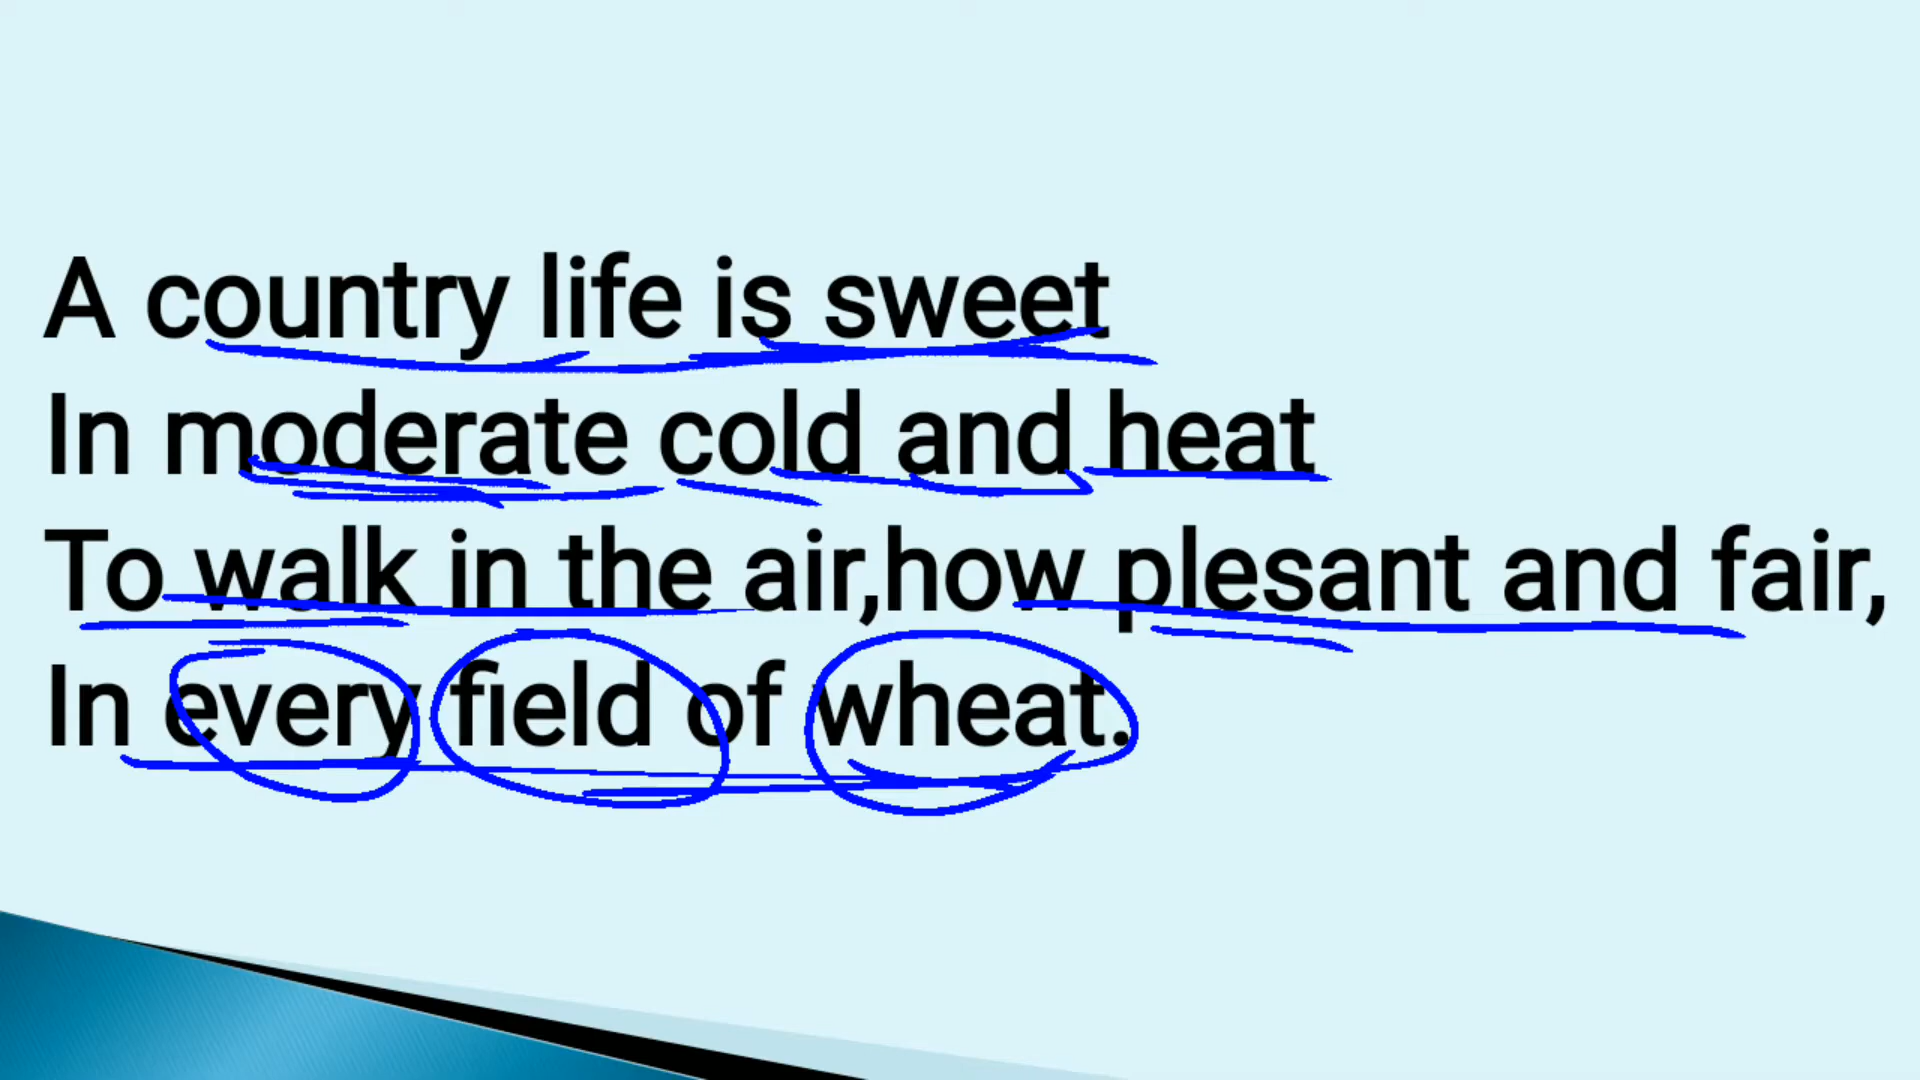 A country life is sweet
In moderate cold and heat
To walk in the air,how plesant and fair,
In every field of wheat.